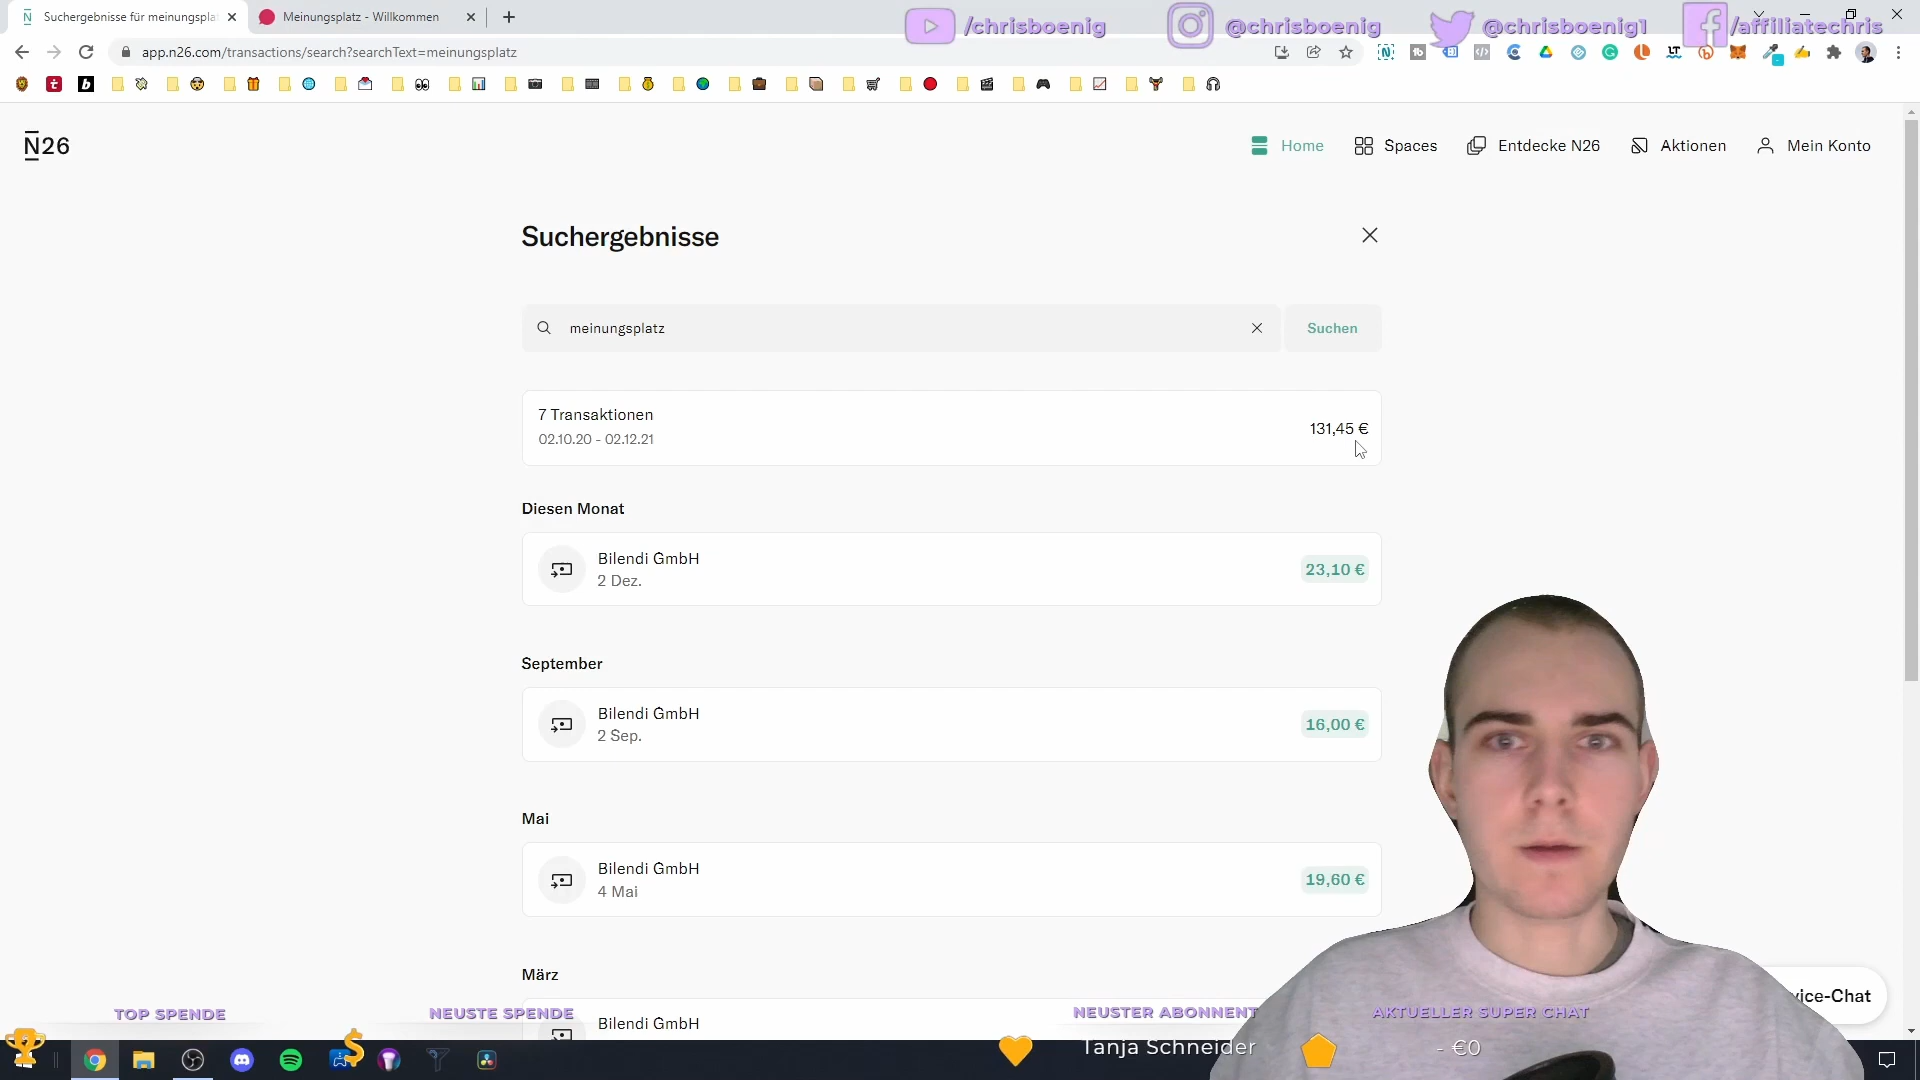 Suchergebnisse für meinungspla
Meinungsplatz - Willkommen
/chrisboenig
@chrisboenig
@chrisboenig1
/affiliatechris
app.n26.com/transactions/search?searchText=meinungsplatz
N26
Home
Spaces
Entdecke N26
Aktionen
Mein Konto
Suchergebnisse
meinungsplatz
Suchen
7 Transaktionen
131,45 €
02.10.20 - 02.12.21
Diesen Monat
Bilendi GmbH
2 Dez.
23,10 €
September
Bilendi GmbH
2 Sep.
16,00 €
Mai
Bilendi GmbH
4 Mai
19,60 €
März
Bilendi GmbH
vice-Chat
TOP SPENDE
NEUSTE SPENDE
NEUSTER ABONNENT
Tanja Schneider
AKTUELLER SUPER CHAT
- €0